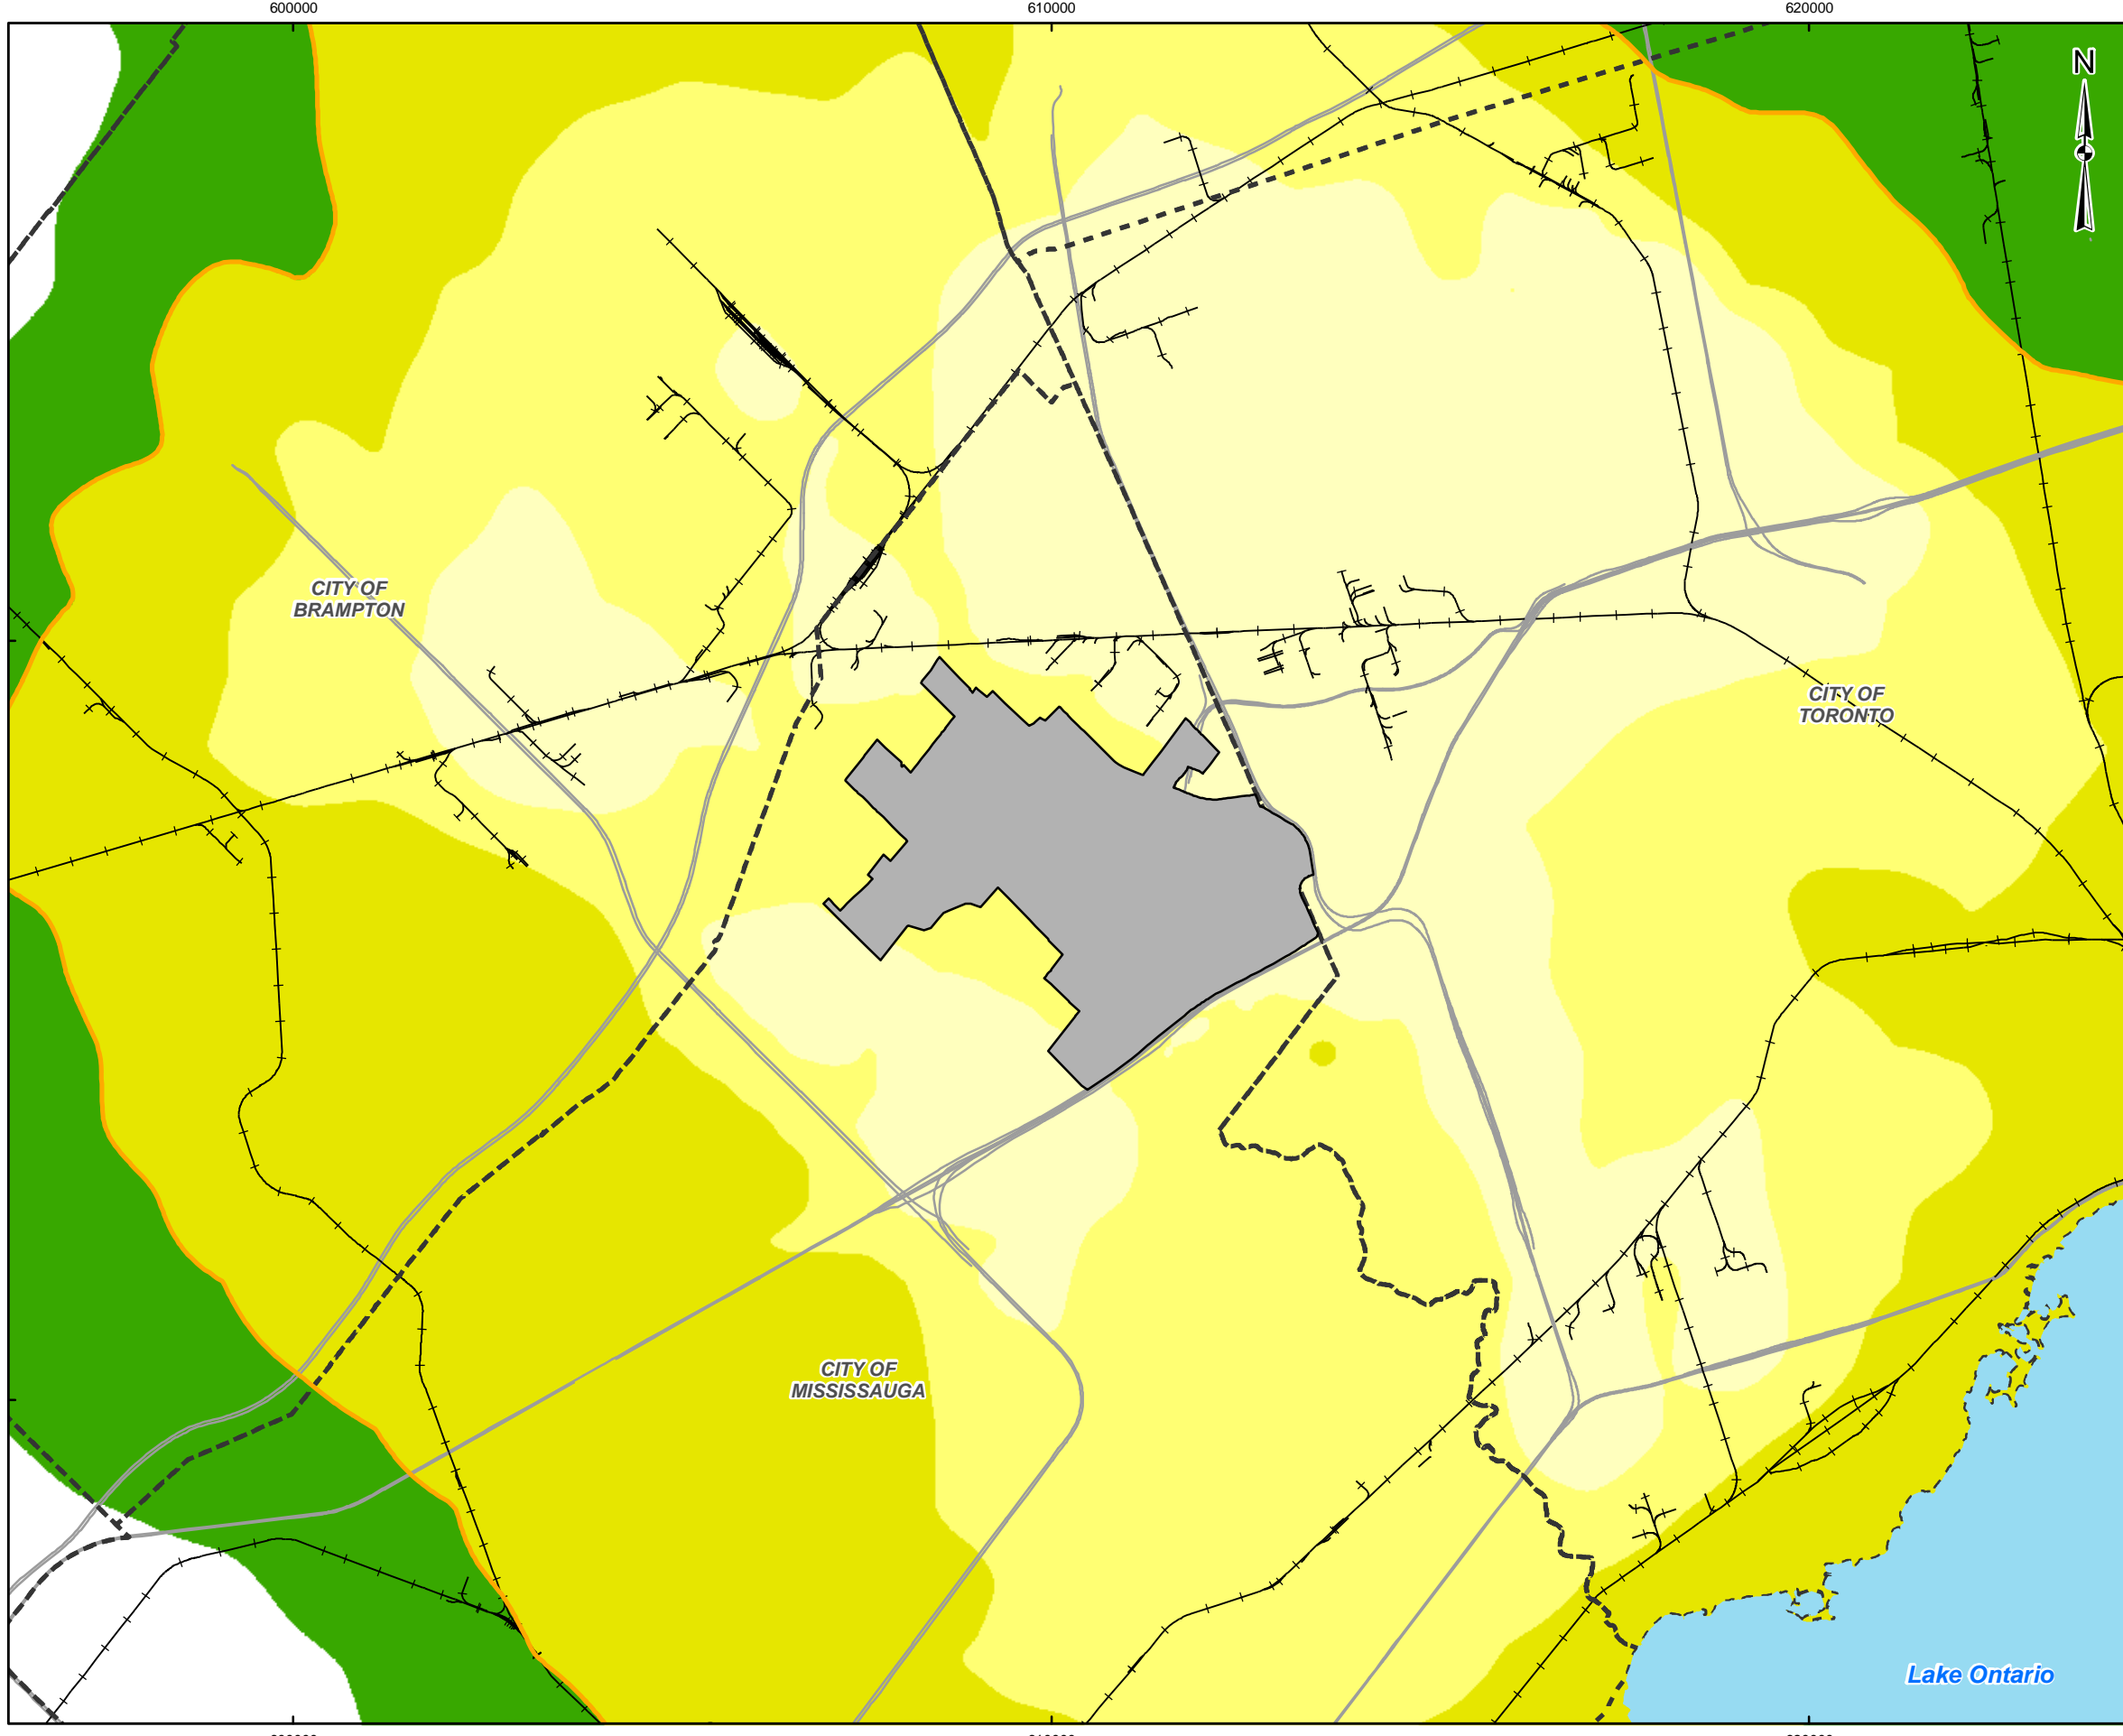 600000
610000
620000
N
CITY OF
BRAMPTON
CITY OF
TORONTO
CITY OF
MISSISSAUGA
Lake Ontario